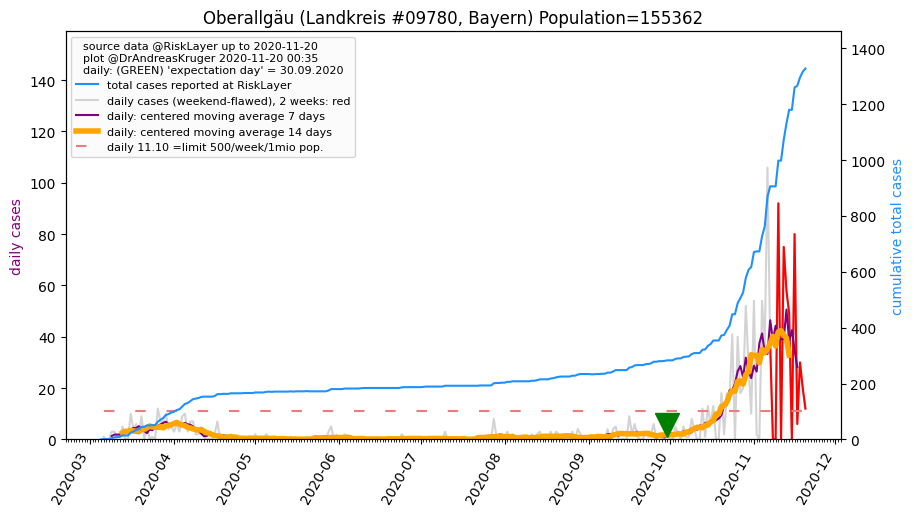 Oberallgäu (Landkreis #09780, Bayern) Population=155362
source data @RiskLayer up to 2020-11-20
plot @DrAndreasKruger 2020-11-20 00:35
daily: (GREEN) 'expectation day' = 30.09.2020
total cases reported at RiskLayer
daily cases (weekend-flawed), 2 weeks: red
daily: centered moving average 7 days
daily: centered moving average 14 days
daily 11.10 =limit 500/week/1mio pop.
daily cases
140
120
100
80
60
40
20
0
1400
1200
1000
800
600
400
200
0
cumulative total cases
2020-03
2020-04
2020-05
2020-06
2020-07
2020-08
2020-09
2020-10
2020-11
2020-12